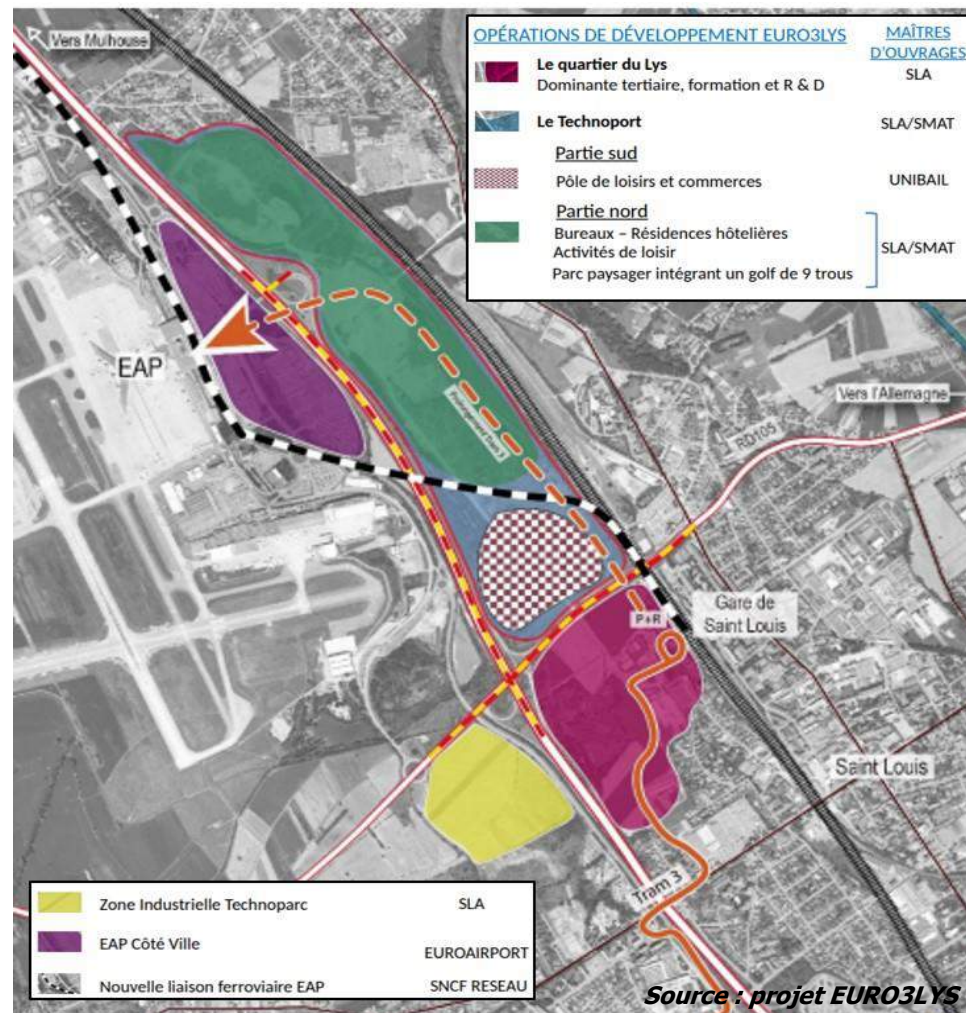 Vers Mulhouse
OPÉRATIONS DE DÉVELOPPEMENT EURO3LYS
MAÎTRES
D'OUVRAGES
Le quartier du Lys
Dominante tertiaire, formation et R & D
SLA
Le Technoport
SLA/SMAT
Partie sud
Pôle de loisirs et commerces
UNIBAIL
Partie nord
Bureaux – Résidences hôtelières
Activités de loisir
Parc paysager intégrant un golf de 9 trous
SLA/SMAT
EAP
Vers l'Allemagne
RD105
P+R
Gare de
Saint Louis
Saint Louis
Tram 3
Zone Industrielle Technoparc
SLA
EAP Côté Ville
EUROAIRPORT
Nouvelle liaison ferroviaire EAP
SNCF RESEAU
Source : projet EURO3LYS